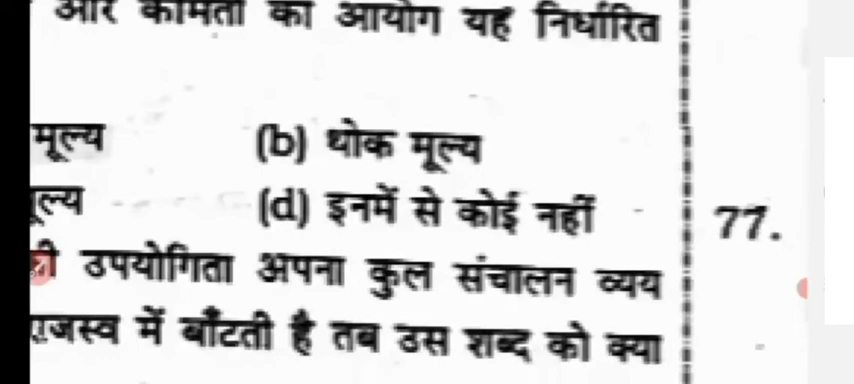 और कीमतों का आयोग यह निर्धारित
मूल्य (b) थोक मूल्य
(d) इनमें से कोई नहीं
77.
उपयोगिता अपना कुल संचालन व्यय
में बाँटती है तब उस शब्द को क्या